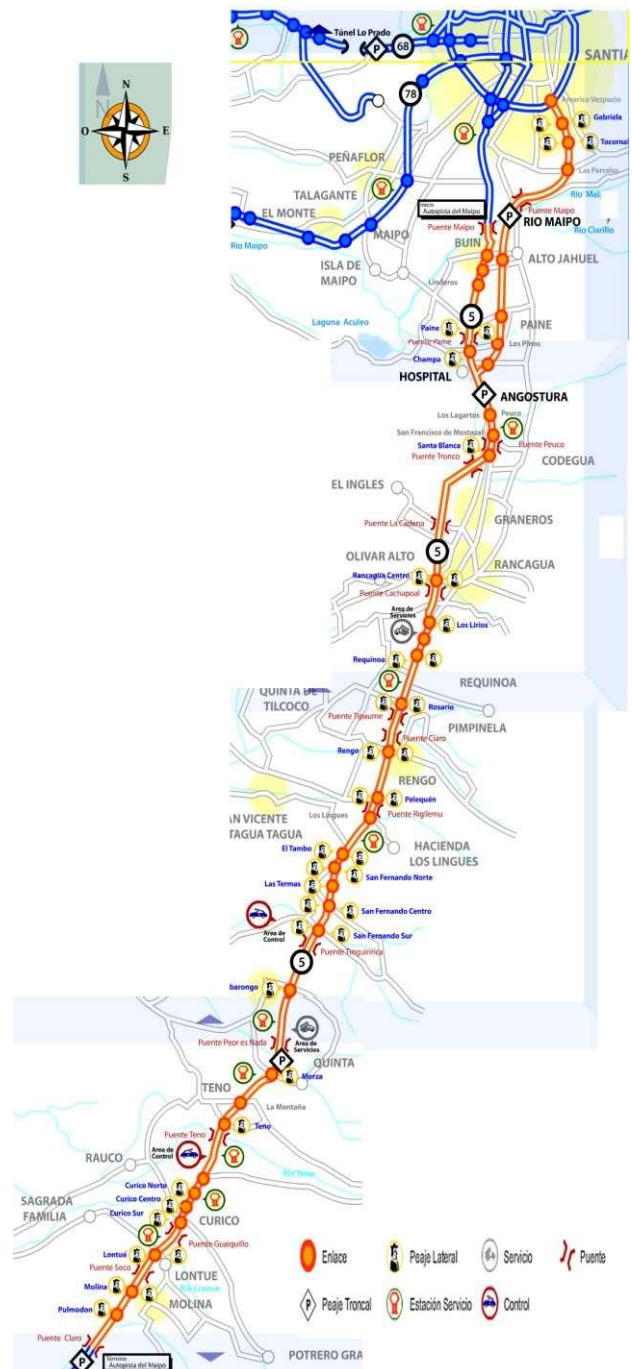 Túnel Lo Prado
P
68
SANTIA
78
N
N
O
E
S
Americo Vespucio
Gabriela
Tocornal
Las Parcelas
PEÑAFLOR
TALAGANTE
EL MONTE
Rio Mai
Inicio
Autopista del Maipo
Puente Maipo
P
RIO MAIPO
Rio Clarillo
Puente Maipo
MAIPO
Rio Maipo
BUIN
ALTO JAHUEL
ISLA DE
MAIPO
Linderos
5
Laguna Aculeo
Paine
PAINE
Puente Paine
Los Pinos
Champa
HOSPITAL
P
ANGOSTURA
Los Lagartos
Peuco
San Francisco de Mostazal
Santa Blanca
Puente Peuco
Puente Tronco
CODEGUA
EL INGLES
GRANEROS
Puente La Cadena
5
OLIVAR ALTO
RANCAGUA
Rancagua Centro
Puente Cachapoal
Area de
Servicios
Los Lirios
Requinoa
REQUINOA
QUINTA DE
TILCOCO
Rosario
Puente Tipaume
PIMPINELA
Puente Claro
Rengo
RENGO
Pelequén
AN VICENTE
TAGUA TAGUA
Los Lingues
Puente Rigilemu
HACIENDA
LOS LINGUES
El Tambo
San Fernando Norte
Las Termas
San Fernando Centro
Area de
Control
San Fernando Sur
Puente Tinguiririca
5
barongo
Puente Peor es Nada
Area de
Servicios
P
QUINTA
Morza
TENO
La Montaña
Teno
Puente Teno
Area de
Control
RAUCO
Rio Teno
Curico Norte
Curico Centro
Curico Sur
SAGRADA
FAMILIA
CURICO
Puente Guaiquillo
Lontué
Puente Seco
LONTUE
Rio Lontue
Molina
MOLINA
Pulmodon
Puente Claro
P
Termino
Autopista del Maipo
POTRERO GRA
Enlace
Peaje Lateral
Servicio
Puente
P
Peaje Troncal
Estación Servicio
Control